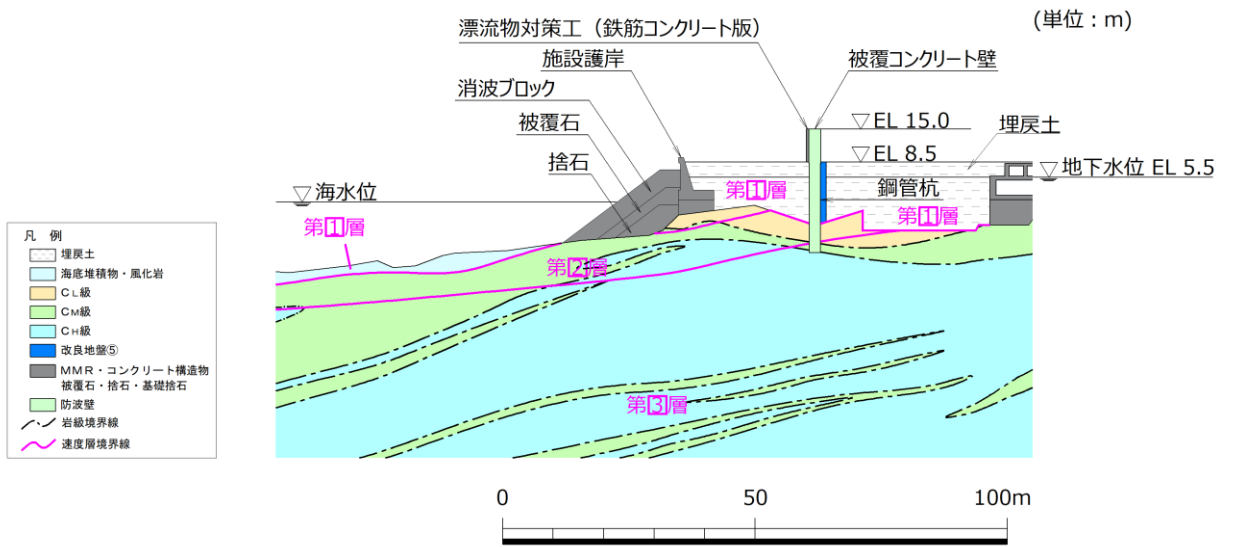 (単位：m)
漂流物対策工（鉄筋コンクリート版）
施設護岸
被覆コンクリート壁
消波ブロック
被覆石
捨石
EL 15.0
埋戻土
EL 8.5
地下水位 EL 5.5
海水位
鋼管杭
第1層
第1層
第1層
第2層
第3層
凡 例
埋戻土
海底堆積物・風化岩
CL級
CM級
CH級
改良地盤⑤
MMR・コンクリート構造物
被覆石・捨石・基礎捨石
防波壁
岩級境界線
速度層境界線
0
50
100m